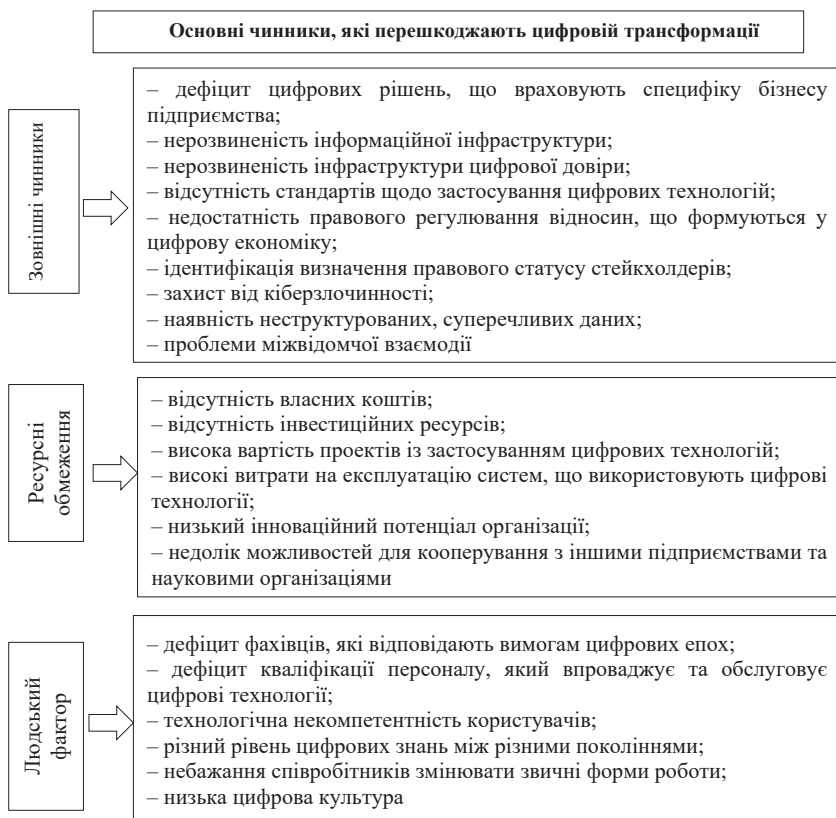 Основні чинники, які перешкоджають цифровій трансформації
Зовнішні чинники
– дефіцит цифрових рішень, що враховують специфіку бізнесу
підприємства;
– нерозвиненість інформаційної інфраструктури;
– нерозвиненість інфраструктури цифрової довіри;
– відсутність стандартів щодо застосування цифрових технологій;
– недостатність правового регулювання відносин, що формуються у
цифрову економіку;
– ідентифікація визначення правового статусу стейкхолдерів;
– захист від кіберзлочинності;
– наявність неструктурованих, суперечливих даних;
– проблеми міжвідомчої взаємодії
Ресурсні
обмеження
– відсутність власних коштів;
– відсутність інвестиційних ресурсів;
– висока вартість проектів із застосуванням цифрових технологій;
– високі витрати на експлуатацію систем, що використовують цифрові
технології;
– низький інноваційний потенціал організації;
– недолік можливостей для кооперування з іншими підприємствами та
науковими організаціями
Людський
фактор
– дефіцит фахівців, які відповідають вимогам цифрових епох;
– дефіцит кваліфікації персоналу, який впроваджує та обслуговує
цифрові технології;
– технологічна некомпетентність користувачів;
– різний рівень цифрових знань між різними поколіннями;
– небажання співробітників змінювати звичні форми роботи;
– низька цифрова культура